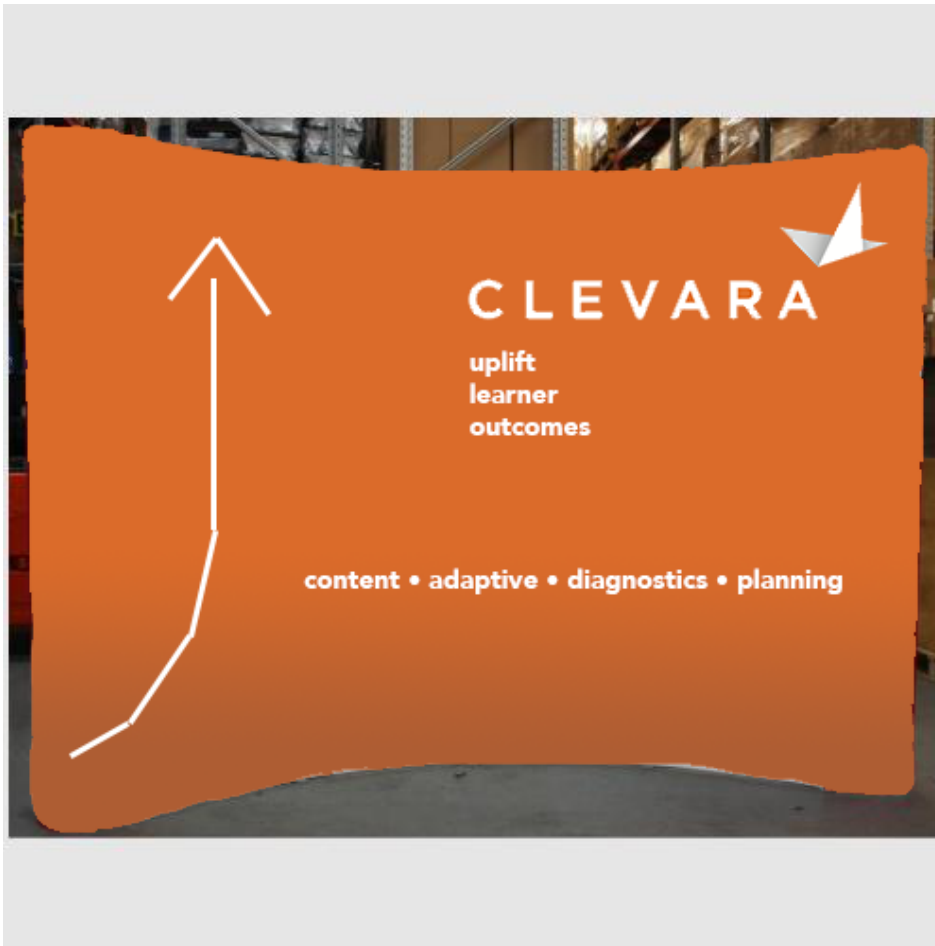 CLEVARA
uplift
learner
outcomes
content • adaptive • diagnostics • planning